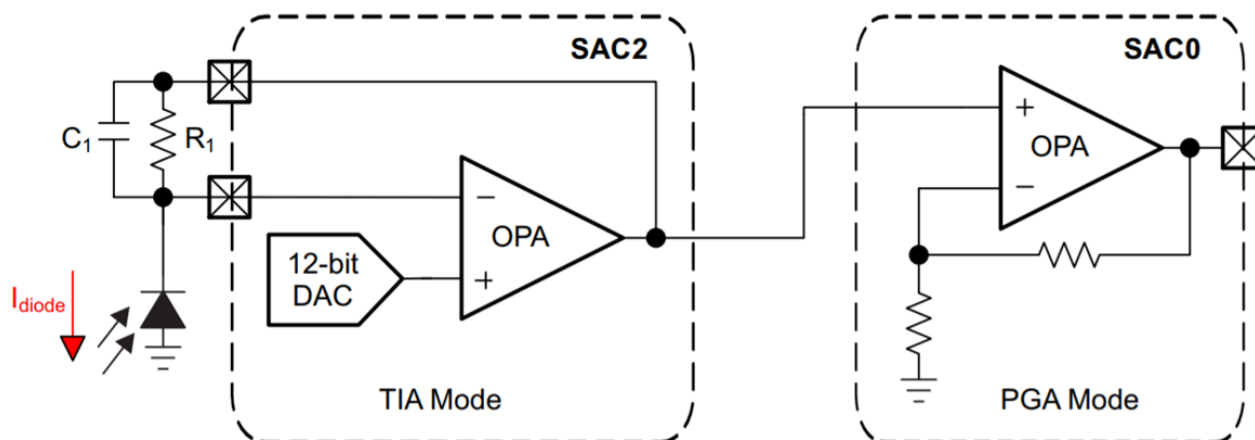 SAC2
SAC0
C1
R1
+
OPA
−
−
OPA
+
12-bit
DAC
Idiode
TIA Mode
PGA Mode